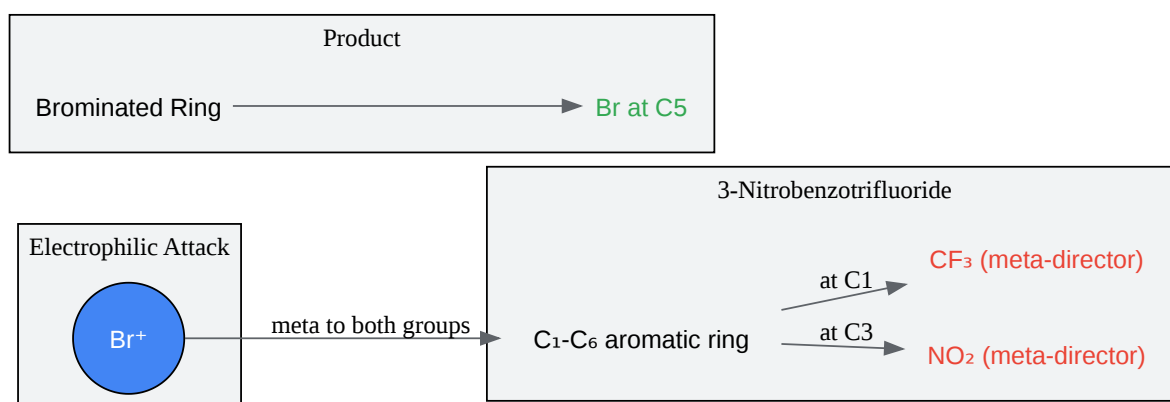 Product
Brominated Ring
Br at C5
3-Nitrobenzotrifluoride
Electrophilic Attack
CF₃ (meta-director)
at C1
Br⁺
meta to both groups
C₁-C₆ aromatic ring
at C3
NO₂ (meta-director)